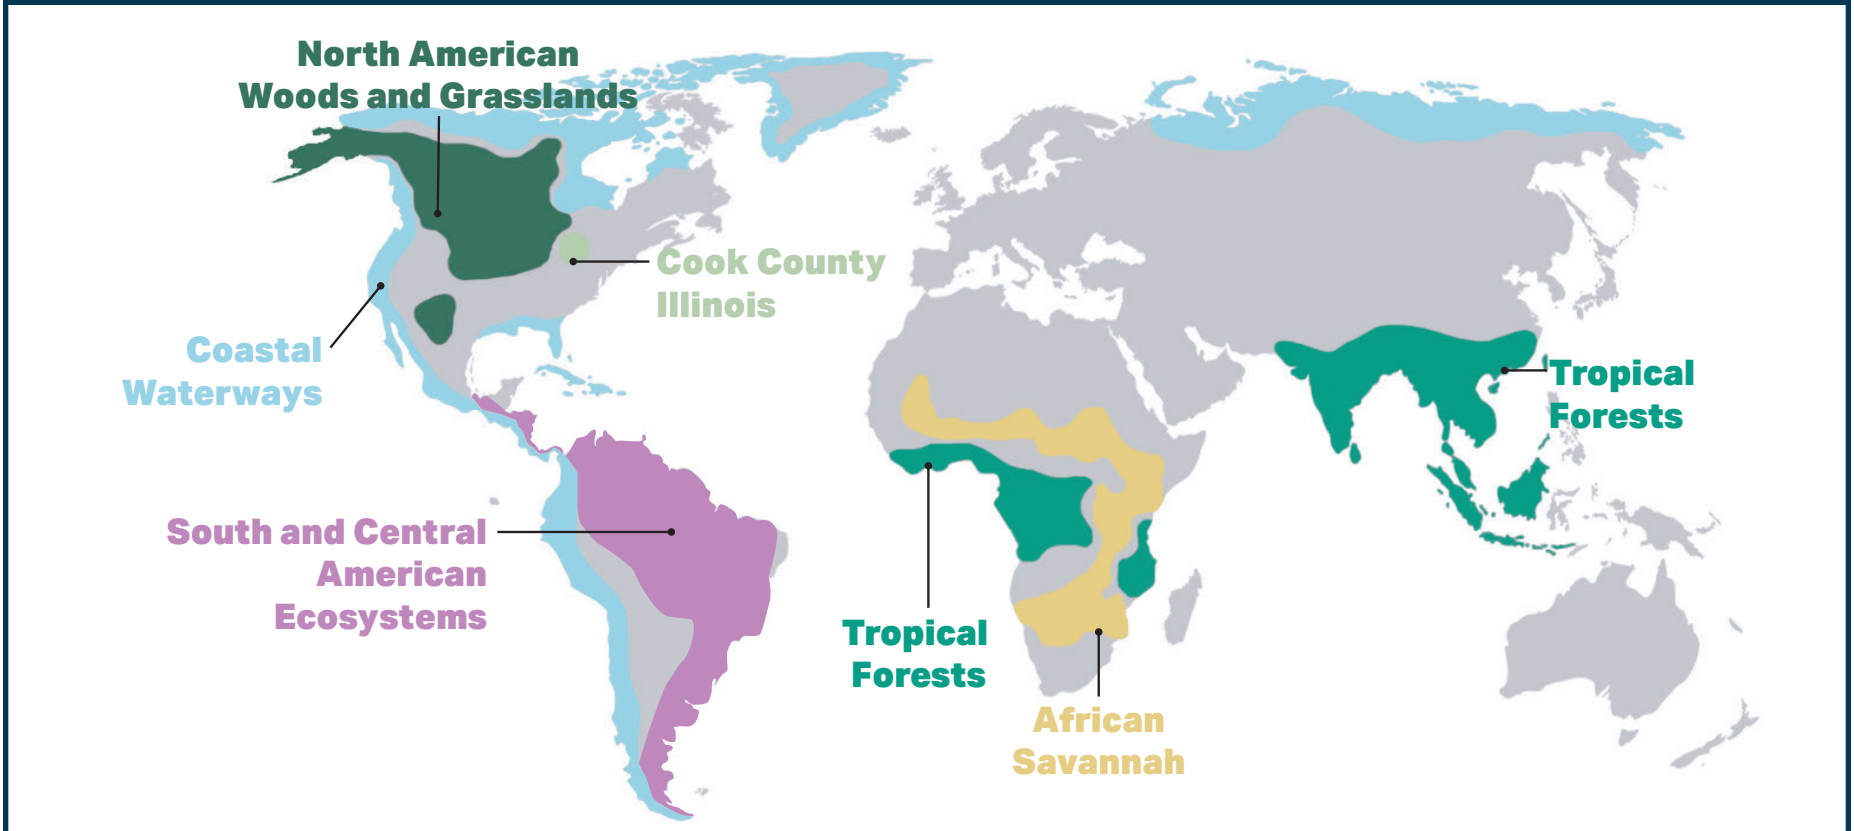 North American
Woods and Grasslands
Cook County
Illinois
Coastal
Waterways
Tropical
Forests
South and Central
American
Ecosystems
Tropical
Forests
African
Savannah